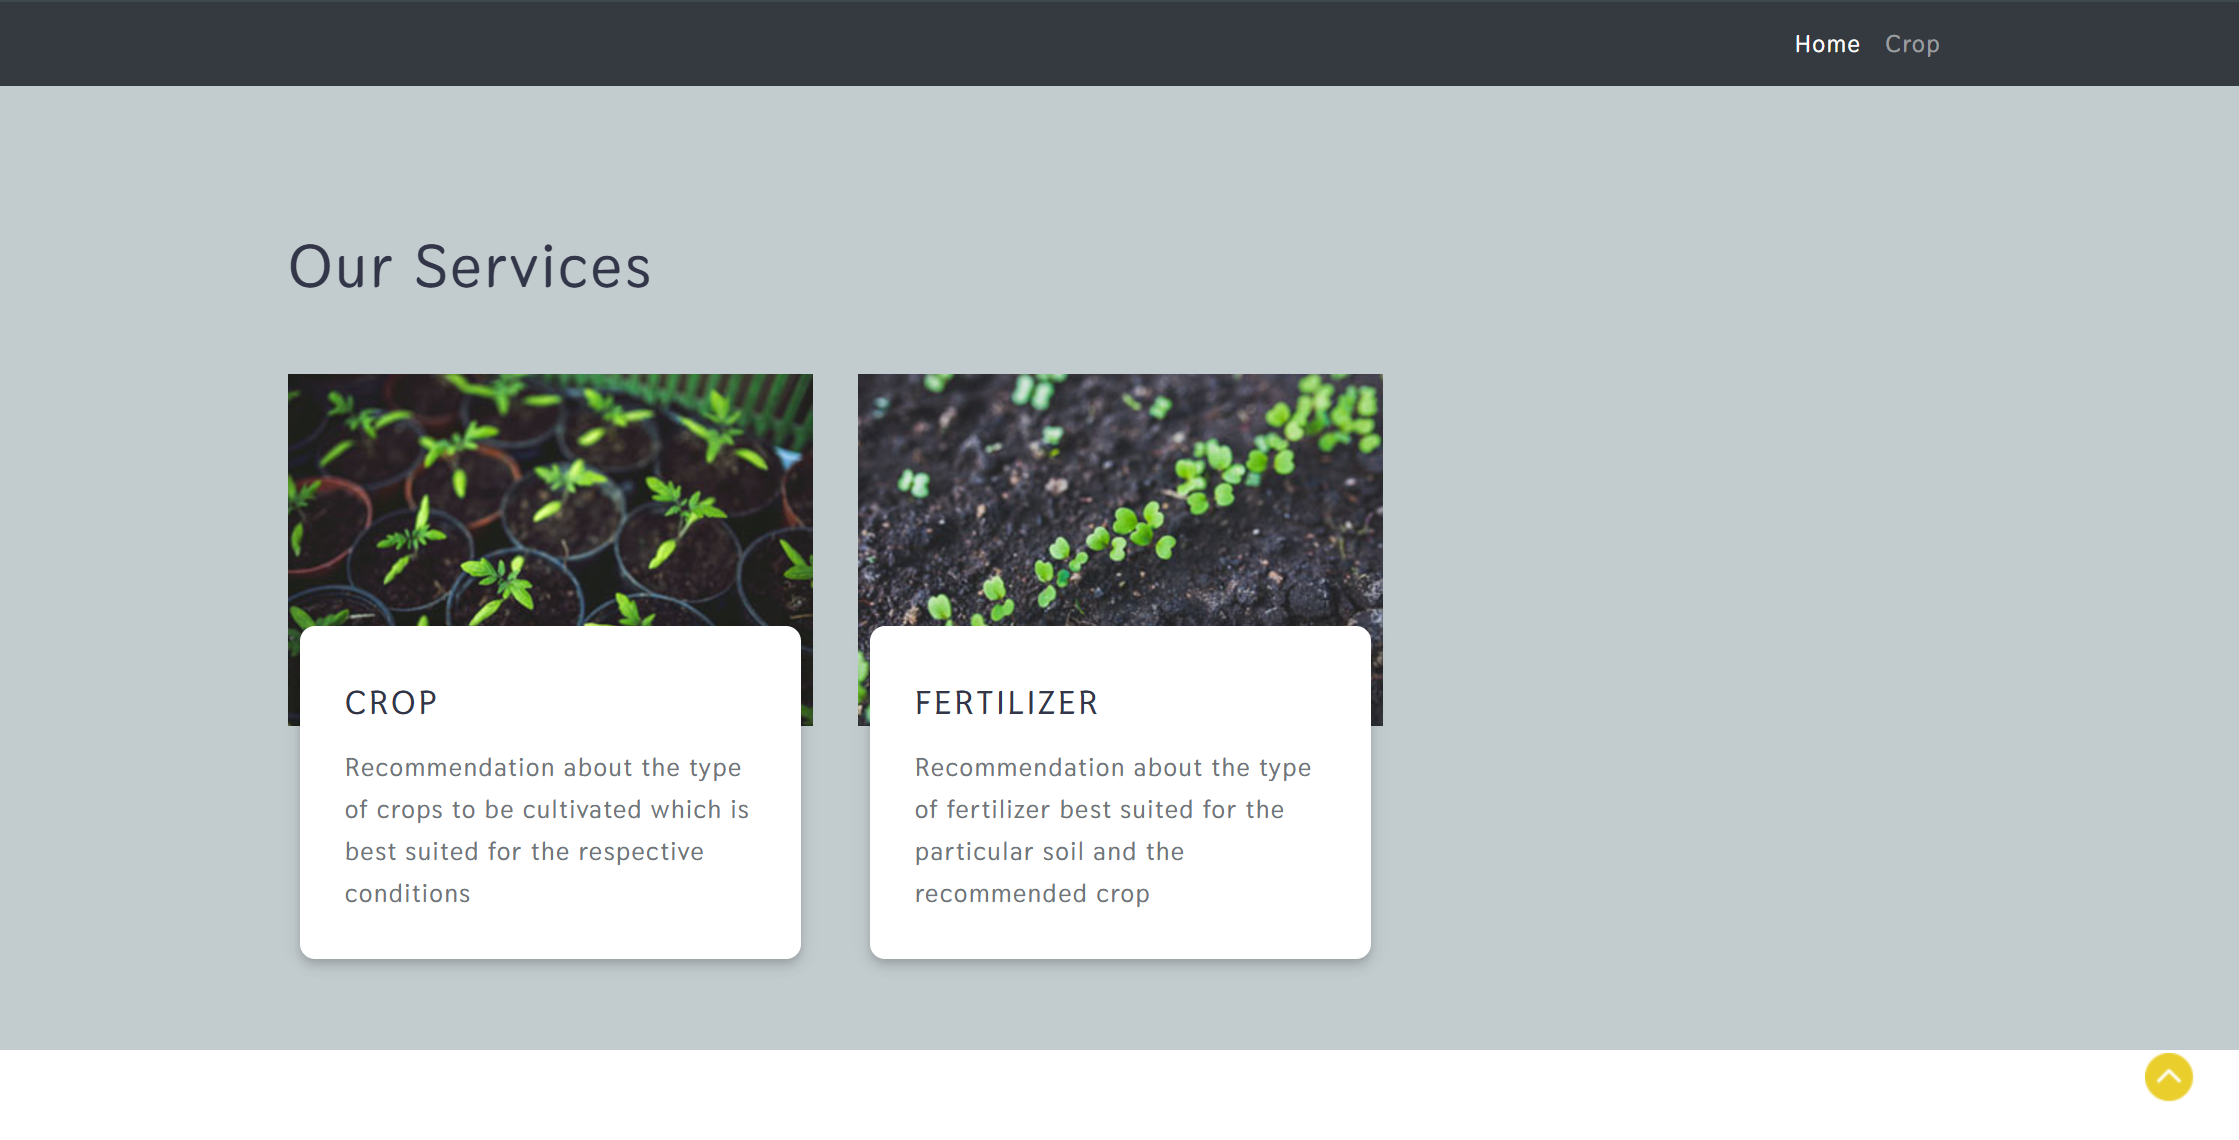 Home Crop
Our Services
CROP
Recommendation about the type
of crops to be cultivated which is
best suited for the respective
conditions
FERTILIZER
Recommendation about the type
of fertilizer best suited for the
particular soil and the
recommended crop